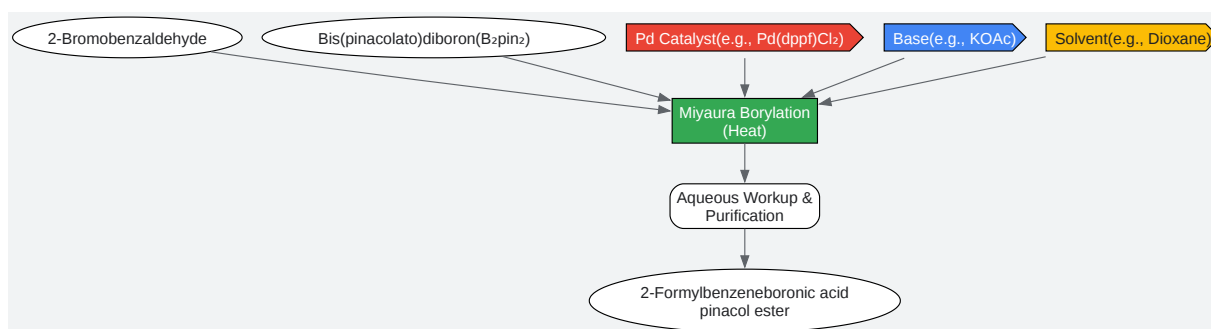 2-Bromobenzaldehyde
Bis(pinacolato)diboron(B₂pin₂)
Pd Catalyst(e.g., Pd(dppf)Cl₂)
Base(e.g., KOAc)
Solvent(e.g., Dioxane)
Miyaura Borylation
(Heat)
Aqueous Workup &
Purification
2-Formylbenzeneboronic acid
pinacol ester